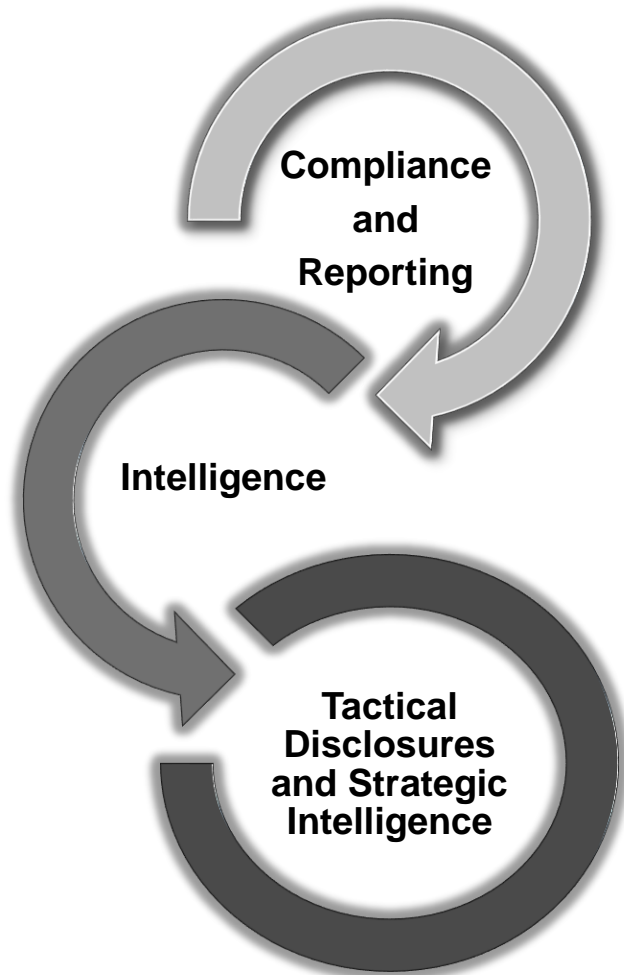 Compliance
and
Reporting
Intelligence
Tactical
Disclosures
and Strategic
Intelligence